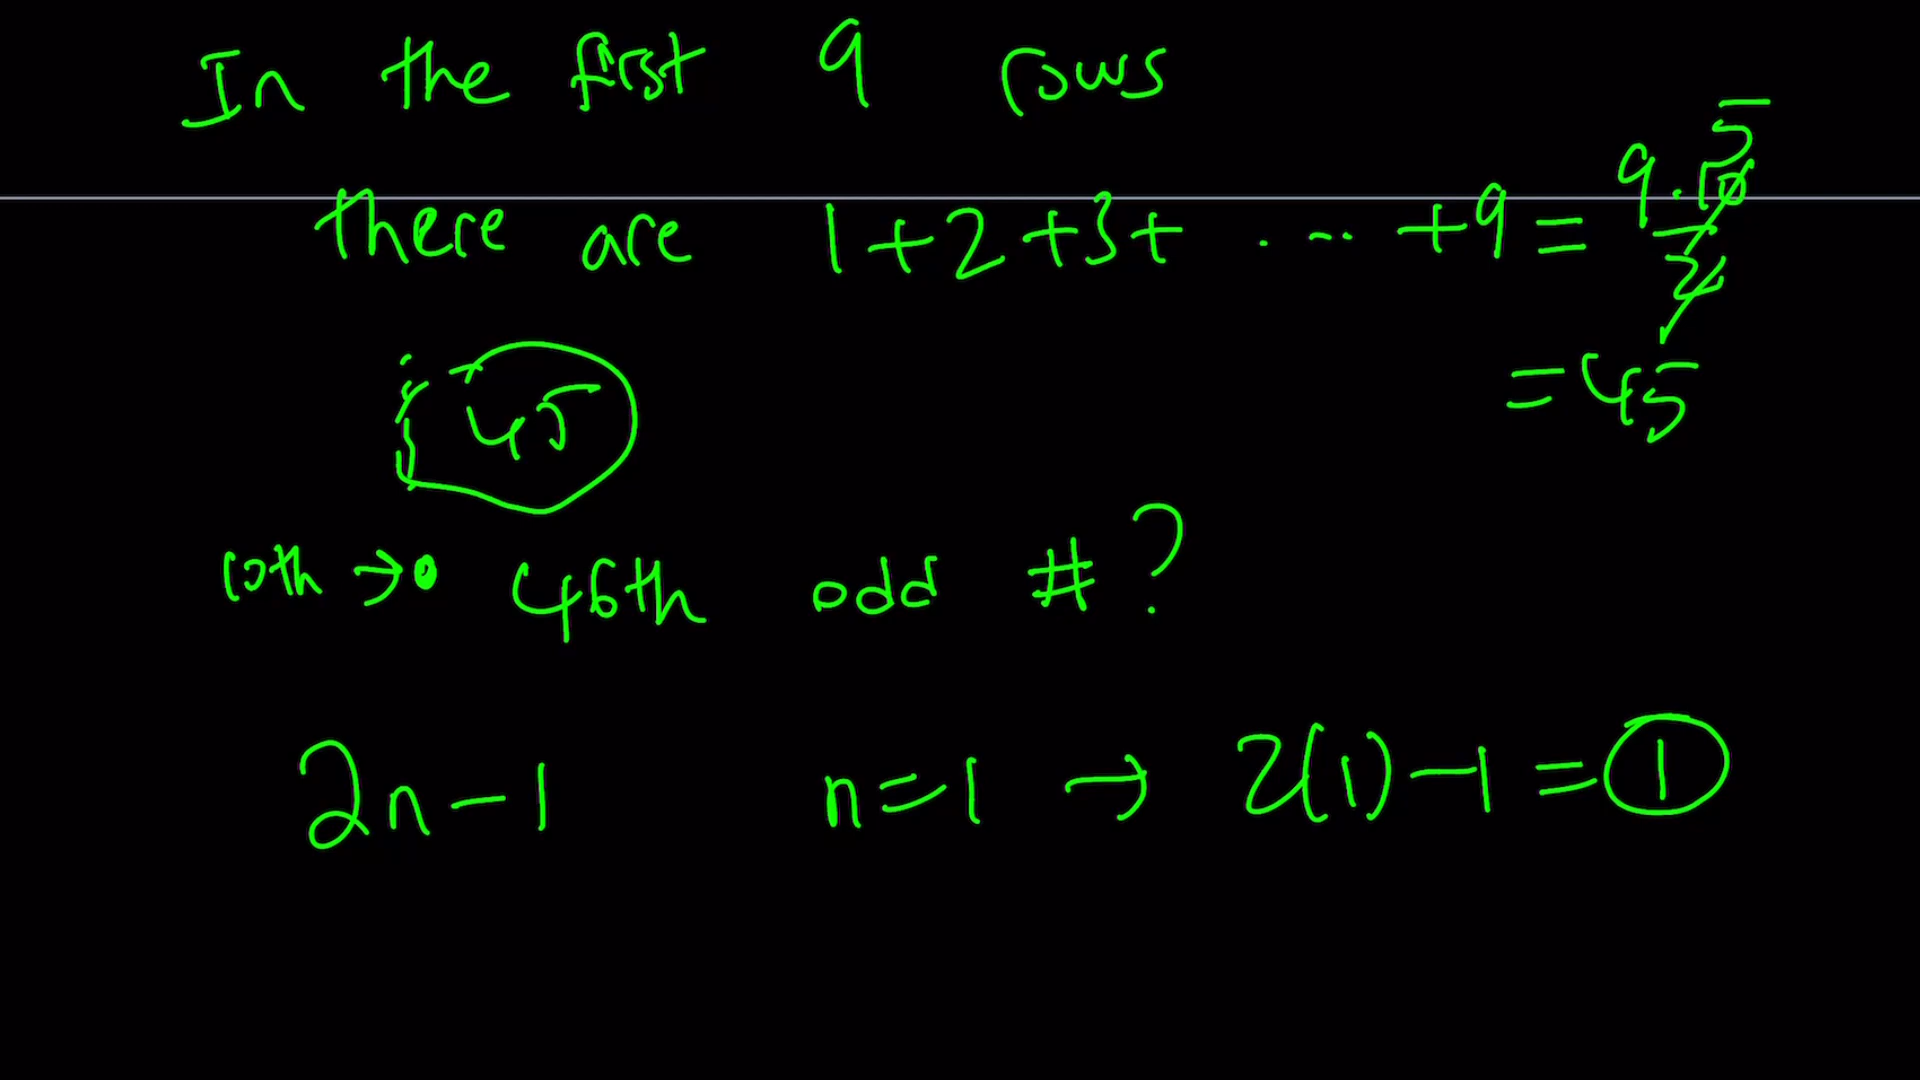 In the first 9 rows
there are 1+2+3+ . ... +9 = 9.10/2 5
= 45
45
10th → 46th odd # ?
2n-1 n=1 → 2(1)-1 = 1